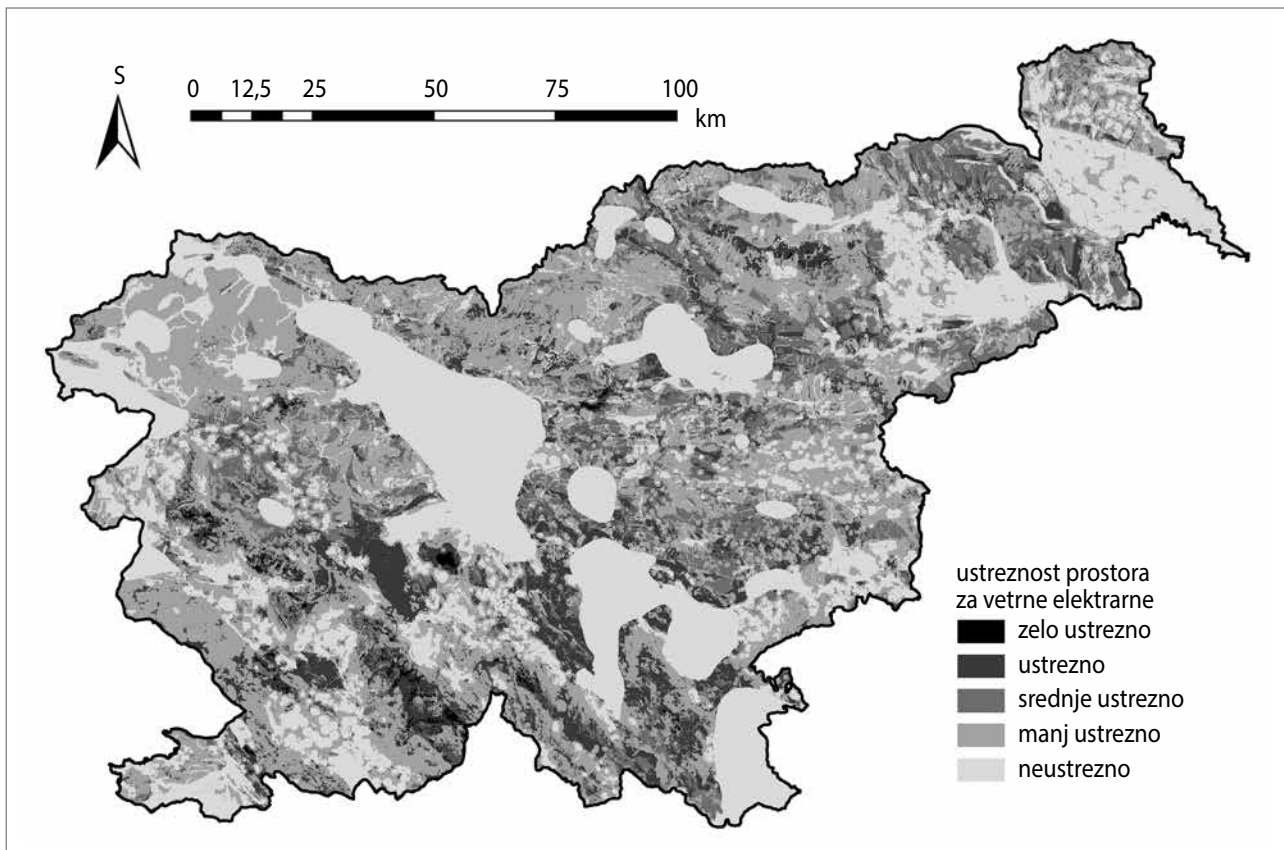 S
0 12,5 25 50 75 100
km
ustreznost prostora
za vetrne elektrarne
zelo ustrezno
ustrezno
srednje ustrezno
manj ustrezno
neustrezno